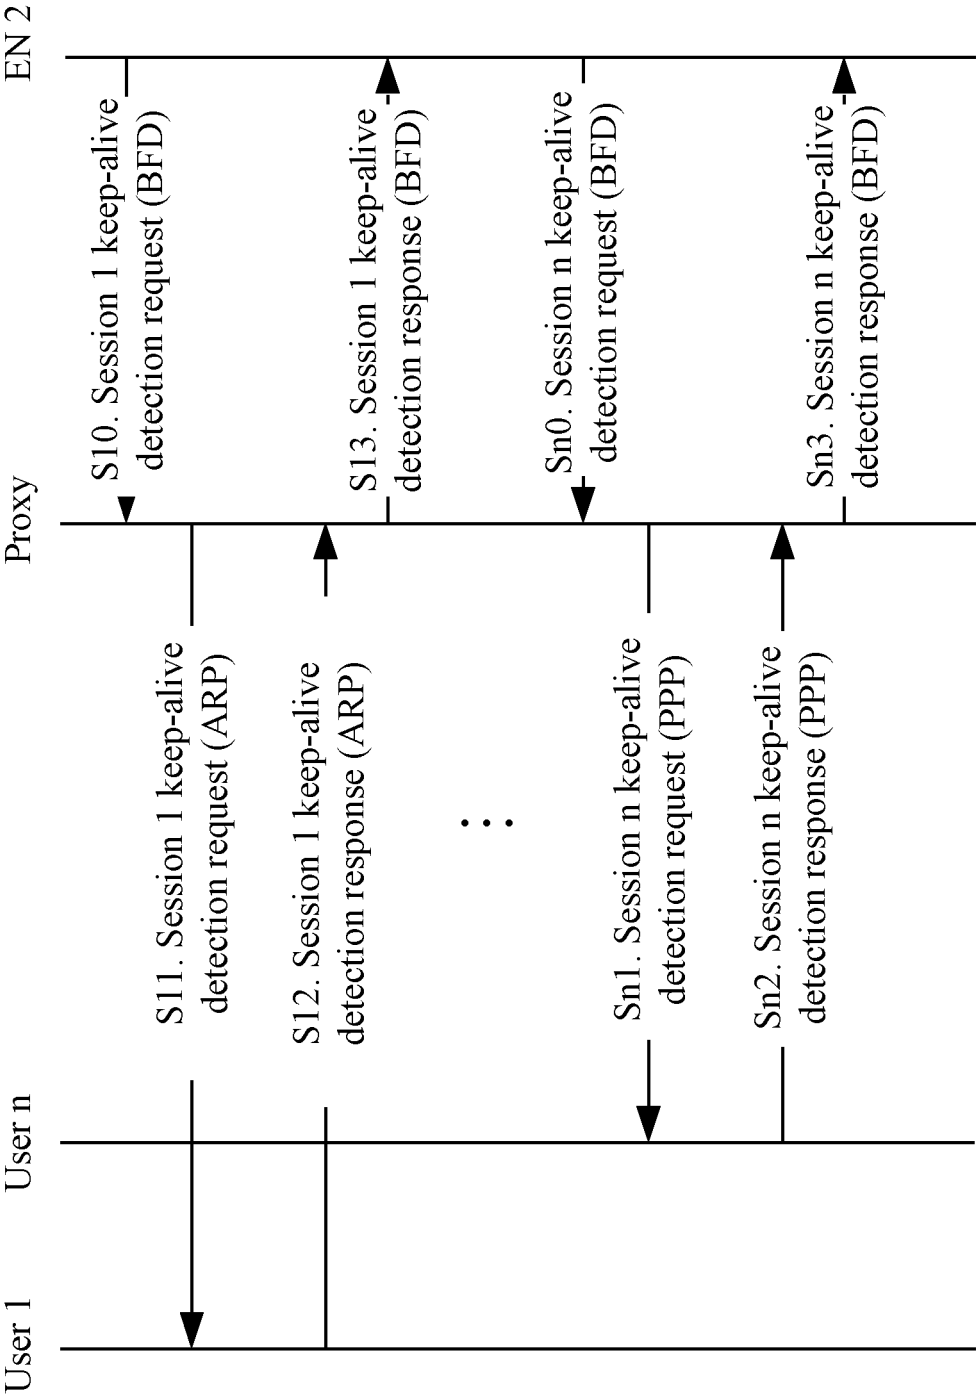 User 1
User n
Proxy
EN 2
S10. Session 1 keep-alive
detection request (BFD)
S11. Session 1 keep-alive
detection request (ARP)
S12. Session 1 keep-alive
detection response (ARP)
S13. Session 1 keep-alive
detection response (BFD)
...
Sn0. Session n keep-alive
detection request (BFD)
Sn1. Session n keep-alive
detection request (PPP)
Sn2. Session n keep-alive
detection response (PPP)
Sn3. Session n keep-alive
detection response (BFD)